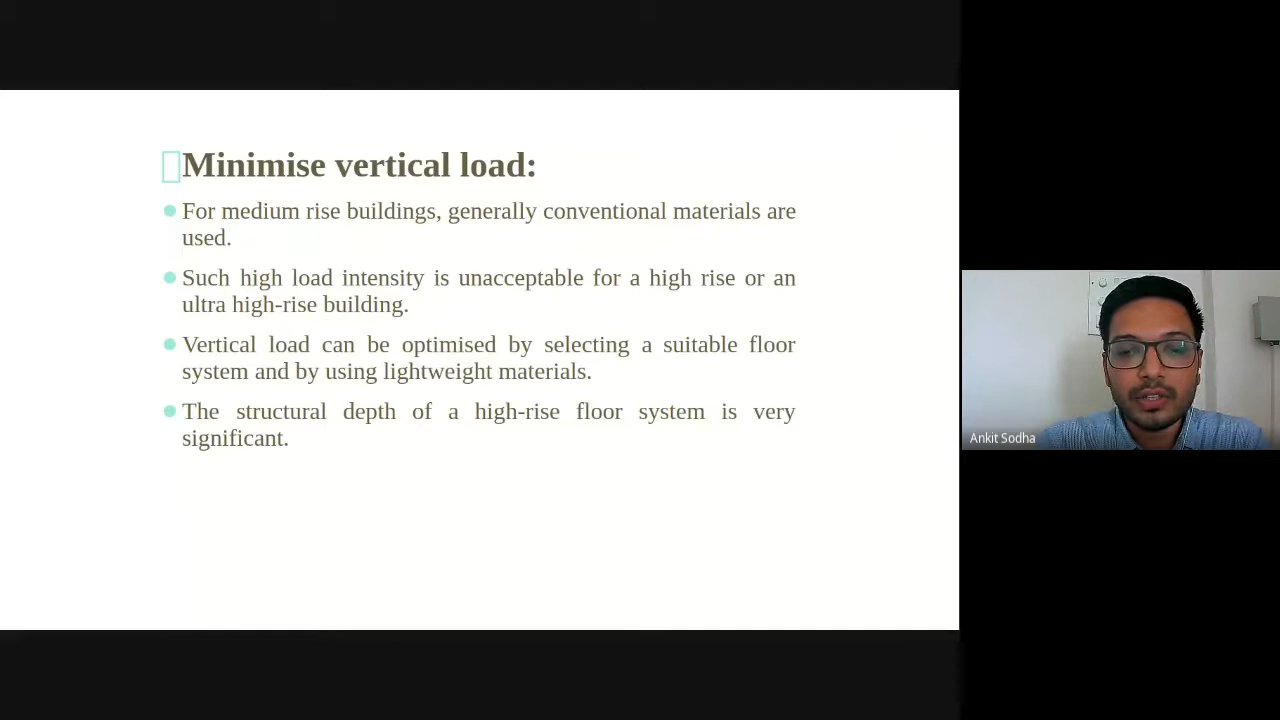 Minimise vertical load:
For medium rise buildings, generally conventional materials are
used.
Such high load intensity is unacceptable for a high rise or an
ultra high-rise building.
Vertical load can be optimised by selecting a suitable floor
system and by using lightweight materials.
The structural depth of a high-rise floor system is very
significant.
Ankit Sodha